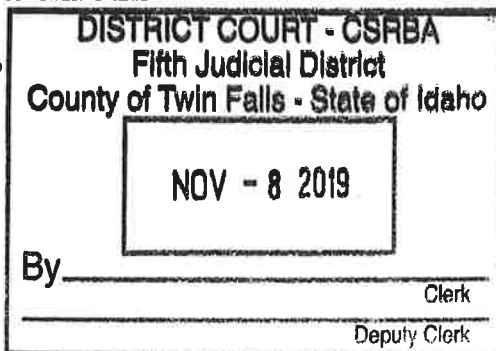 DISTRICT COURT - CSRBA
Fifth Judicial District
County of Twin Falls - State of Idaho
NOV - 8 2019
By
Clerk
Deputy Clerk